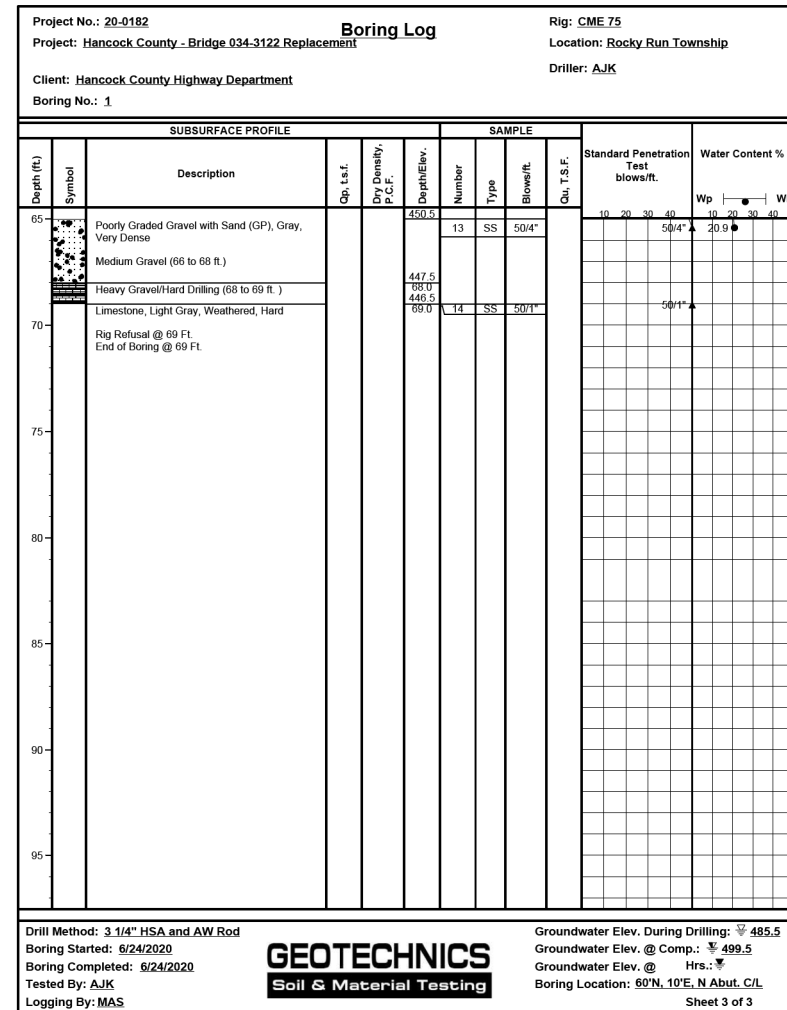 Project No.: 20-0182
Boring Log
Rig: CME 75
Project: Hancock County - Bridge 034-3122 Replacement
Location: Rocky Run Township
Driller: AJK
Client: Hancock County Highway Department
Boring No.: 1
SUBSURFACE PROFILE
SAMPLE
Depth (ft.)
Symbol
Description
Qp, t.s.f.
Dry Density, P.C.F.
Depth/Elev.
Number
Type
Blows/ft.
Qu, T.S.F.
Standard Penetration
Test
blows/ft.
Water Content %
Wp
10 20 30 40
10 20 30 40
65
450.5
Poorly Graded Gravel with Sand (GP), Gray,
Very Dense
13 SS 50/4"
50/4"
20.9
Medium Gravel (66 to 68 ft.)
447.5
68.0
Heavy Gravel/Hard Drilling (68 to 69 ft. )
446.5
69.0
Limestone, Light Gray, Weathered, Hard
14 SS 50/1"
50/1"
70
Rig Refusal @ 69 Ft.
End of Boring @ 69 Ft.
75
80
85
90
95
Drill Method: 3 1/4" HSA and AW Rod
Boring Started: 6/24/2020
Boring Completed: 6/24/2020
Tested By: AJK
Logging By: MAS
GEOTECHNICS
Soil & Material Testing
Groundwater Elev. During Drilling: 485.5
Groundwater Elev. @ Comp.: 499.5
Groundwater Elev. @ Hrs.:
Boring Location: 60'N, 10'E, N Abut. C/L
Sheet 3 of 3